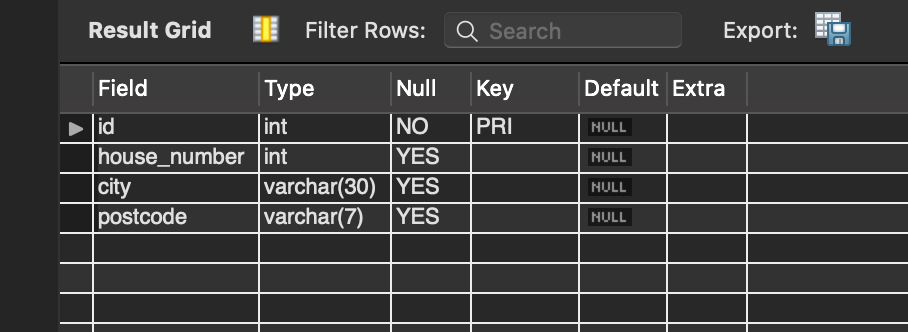 Result Grid Filter Rows: Search Export:
Field Type Null Key Default Extra
id int NO PRI NULL
house_number int YES NULL
city varchar(30) YES NULL
postcode varchar(7) YES NULL